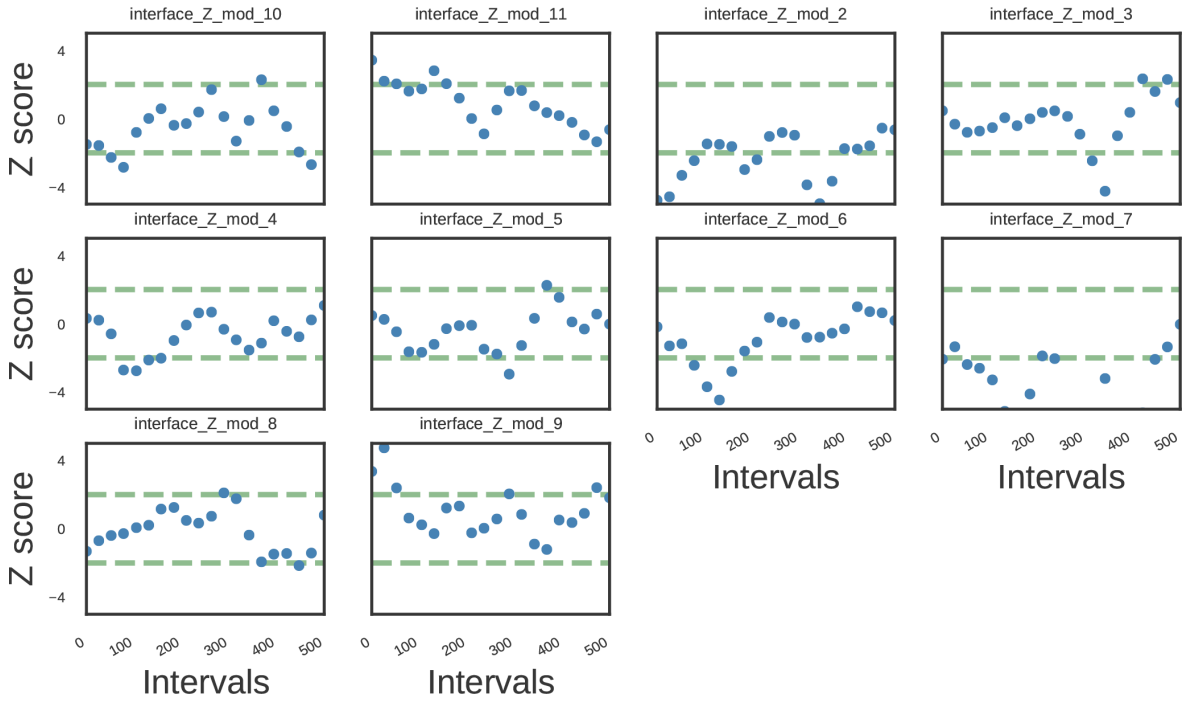 interface_Z_mod_10 interface_Z_mod_11 interface_Z_mod_2 interface_Z_mod_3
4
0
−4
Z score
interface_Z_mod_4 interface_Z_mod_5 interface_Z_mod_6 interface_Z_mod_7
4
0
−4
Z score
0 100 200 300 400 500 0 100 200 300 400 500
Intervals Intervals
interface_Z_mod_8 interface_Z_mod_9
4
0
−4
Z score
0 100 200 300 400 500 0 100 200 300 400 500
Intervals Intervals